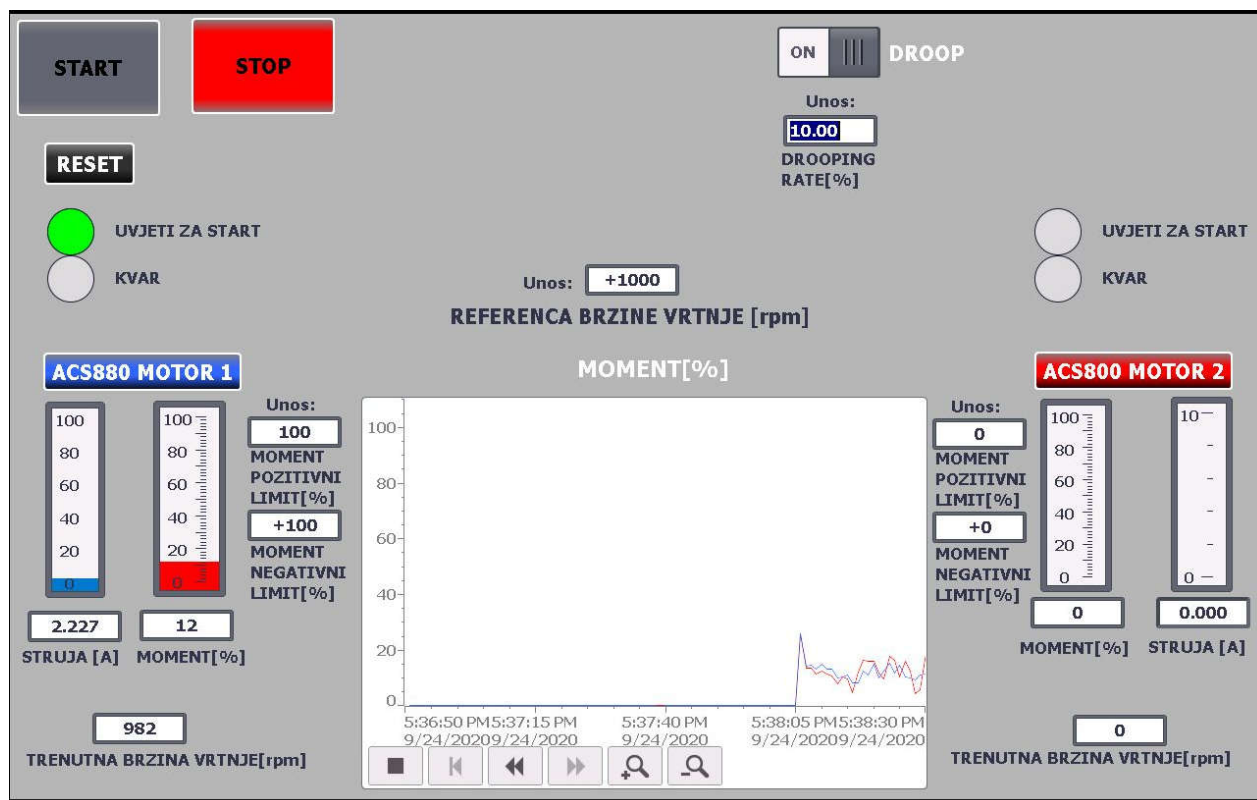 START
STOP
ON
DROOP
Unos:
10.00
DROOPING
RATE[%]
RESET
UVJETI ZA START
KVAR
UVJETI ZA START
KVAR
Unos: +1000
REFERENCA BRZINE VRTNJE [rpm]
ACS880 MOTOR 1
100
80
60
40
20
0
2.227
STRUJA [A]
100
80
60
40
20
0
12
MOMENT[%]
Unos:
100
MOMENT
POZITIVNI
LIMIT[%]
+100
MOMENT
NEGATIVNI
LIMIT[%]
982
TRENUTNA BRZINA VRTNJE[rpm]
MOMENT[%]
100
80
60
40
20
0
5:36:50 PM 5:37:15 PM 5:37:40 PM 5:38:05 PM 5:38:30 PM
9/24/2020 9/24/2020 9/24/2020 9/24/2020 9/24/2020
ACS800 MOTOR 2
Unos:
0
MOMENT
POZITIVNI
LIMIT[%]
+0
MOMENT
NEGATIVNI
LIMIT[%]
100
80
60
40
20
0
0
MOMENT[%]
10
0
0.000
STRUJA [A]
0
TRENUTNA BRZINA VRTNJE[rpm]